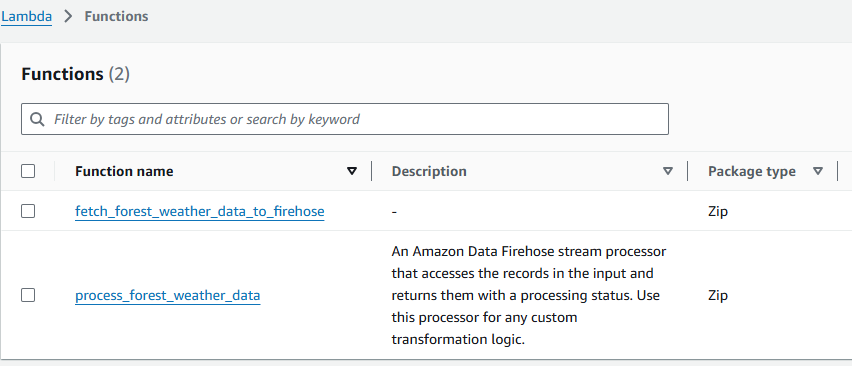 Lambda > Functions
Functions (2)
Filter by tags and attributes or search by keyword
Function name Description Package type
fetch_forest_weather_data_to_firehose - Zip
An Amazon Data Firehose stream processor
that accesses the records in the input and
process_forest_weather_data returns them with a processing status. Use Zip
this processor for any custom
transformation logic.